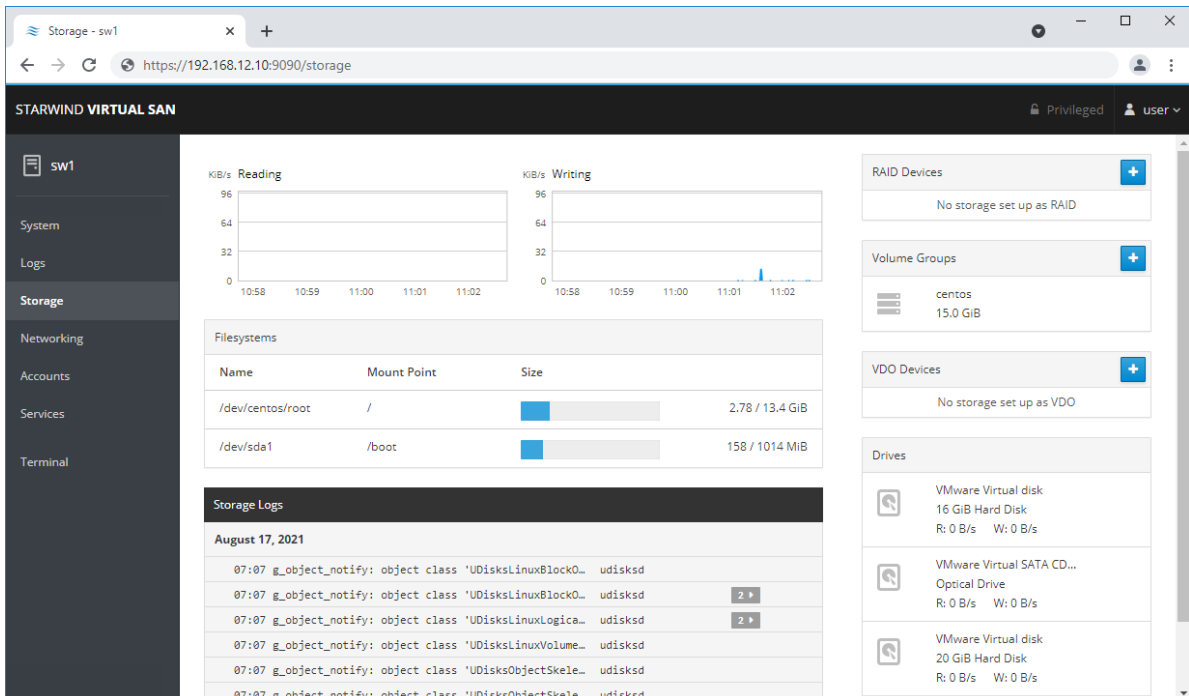 Storage - sw1
https://192.168.12.10:9090/storage
STARWIND VIRTUAL SAN
Privileged
user
sw1
System
Logs
Storage
Networking
Accounts
Services
Terminal
KiB/s Reading
96
64
32
0
10:58 10:59 11:00 11:01 11:02
KiB/s Writing
96
64
32
0
10:58 10:59 11:00 11:01 11:02
Filesystems
Name Mount Point Size
/dev/centos/root / 2.78 / 13.4 GiB
/dev/sda1 /boot 158 / 1014 MiB
Storage Logs
August 17, 2021
07:07 g_object_notify: object class 'UDisksLinuxBlockO… udisksd
07:07 g_object_notify: object class 'UDisksLinuxBlockO… udisksd 2
07:07 g_object_notify: object class 'UDisksLinuxLogica… udisksd 2
07:07 g_object_notify: object class 'UDisksLinuxVolume… udisksd
07:07 g_object_notify: object class 'UDisksObjectSkele… udisksd
07:07 g_object_notify: object class 'UDisksObjectSkele… udisksd
RAID Devices
No storage set up as RAID
Volume Groups
centos
15.0 GiB
VDO Devices
No storage set up as VDO
Drives
VMware Virtual disk
16 GiB Hard Disk
R: 0 B/s W: 0 B/s
VMware Virtual SATA CD...
Optical Drive
R: 0 B/s W: 0 B/s
VMware Virtual disk
20 GiB Hard Disk
R: 0 B/s W: 0 B/s